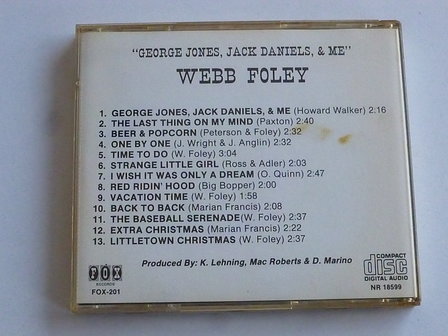 "GEORGE JONES, JACK DANIELS, & ME"
WEBB FOLEY
1. GEORGE JONES, JACK DANIELS, & ME (Howard Walker) 2:16
2. THE LAST THING ON MY MIND (Paxton) 2:40
3. BEER & POPCORN (Peterson & Foley) 2:32
4. ONE BY ONE (J. Wright & J. Anglin) 2:32
5. TIME TO DO (W. Foley) 3:04
6. STRANGE LITTLE GIRL (Ross & Adler) 2:03
7. I WISH IT WAS ONLY A DREAM (O. Quinn) 2:47
8. RED RIDIN' HOOD (Big Bopper) 2:00
9. VACATION TIME (W. Foley) 1:58
10. BACK TO BACK (Marian Francis) 2:08
11. THE BASEBALL SERENADE(W. Foley) 2:37
12. EXTRA CHRISTMAS (Marian Francis) 2:22
13. LITTLETOWN CHRISTMAS (W. Foley) 2:37
Produced By: K. Lehning, Mac Roberts & D. Marino
FOX
RECORDS
FOX-201
COMPACT
disc
DIGITAL AUDIO
NR 18599